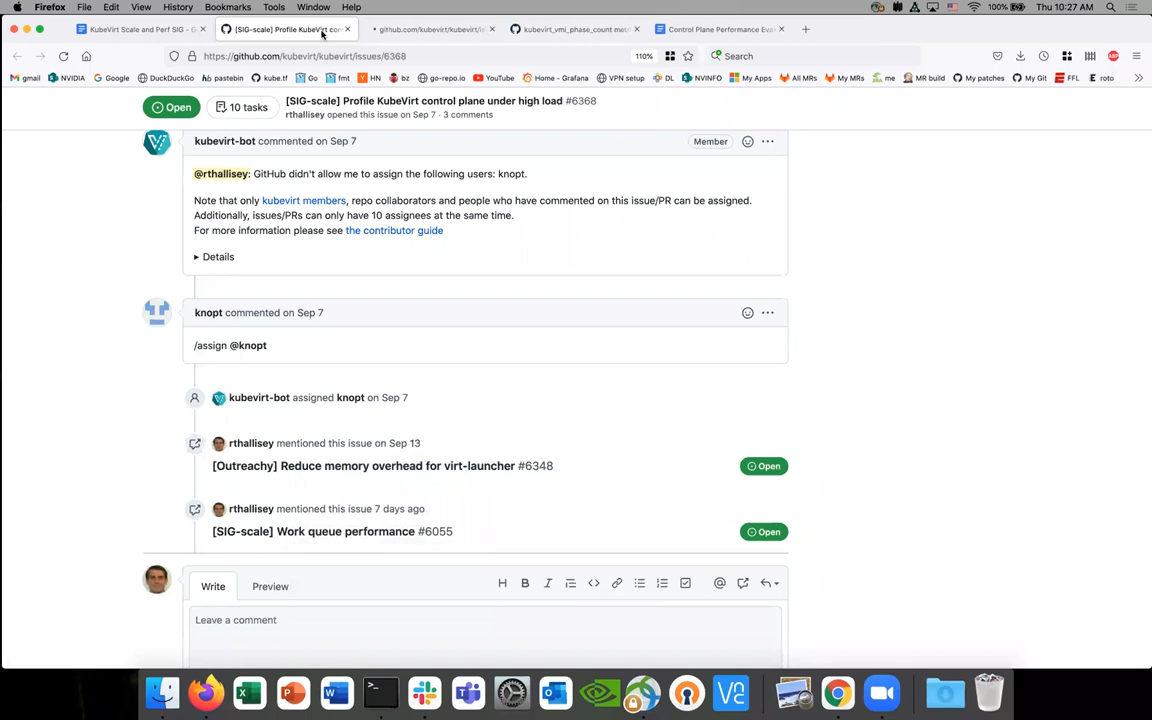 Firefox File Edit View History Bookmarks Tools Window Help 100% Thu 10:27 AM
KubeVirt Scale and Perf SIG - G
[SIG-scale] Profile KubeVirt con
github.com/kubevirt/kubevirt/is
kubevirt_vmi_phase_count mat
Control Plane Performance Eva
https://github.com/kubevirt/kubevirt/issues/6368 110% Search
gmail NVIDIA Google DuckDuckGo pastebin kube.tf Go fmt HN bz go-repo.io YouTube Home - Grafana VPN setup DL NVINFO My Apps All MRs My MRs me MR build My patches My Git FFL roto
Open 10 tasks [SIG-scale] Profile KubeVirt control plane under high load #6368
rthallisey opened this issue on Sep 7 · 3 comments
kubevirt-bot commented on Sep 7 Member
@rthallisey: GitHub didn't allow me to assign the following users: knopt.
Note that only kubevirt members, repo collaborators and people who have commented on this issue/PR can be assigned.
Additionally, issues/PRs can only have 10 assignees at the same time.
For more information please see the contributor guide
Details
knopt commented on Sep 7
/assign @knopt
kubevirt-bot assigned knopt on Sep 7
rthallisey mentioned this issue on Sep 13
[Outreachy] Reduce memory overhead for virt-launcher #6348 Open
rthallisey mentioned this issue 7 days ago
[SIG-scale] Work queue performance #6055 Open
Write Preview
Leave a comment